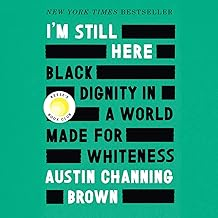 NEW YORK TIMES BESTSELLER
I'M STILL
HERE
BLACK
DIGNITY IN
A WORLD
MADE FOR
WHITENESS
AUSTIN CHANNING
BROWN